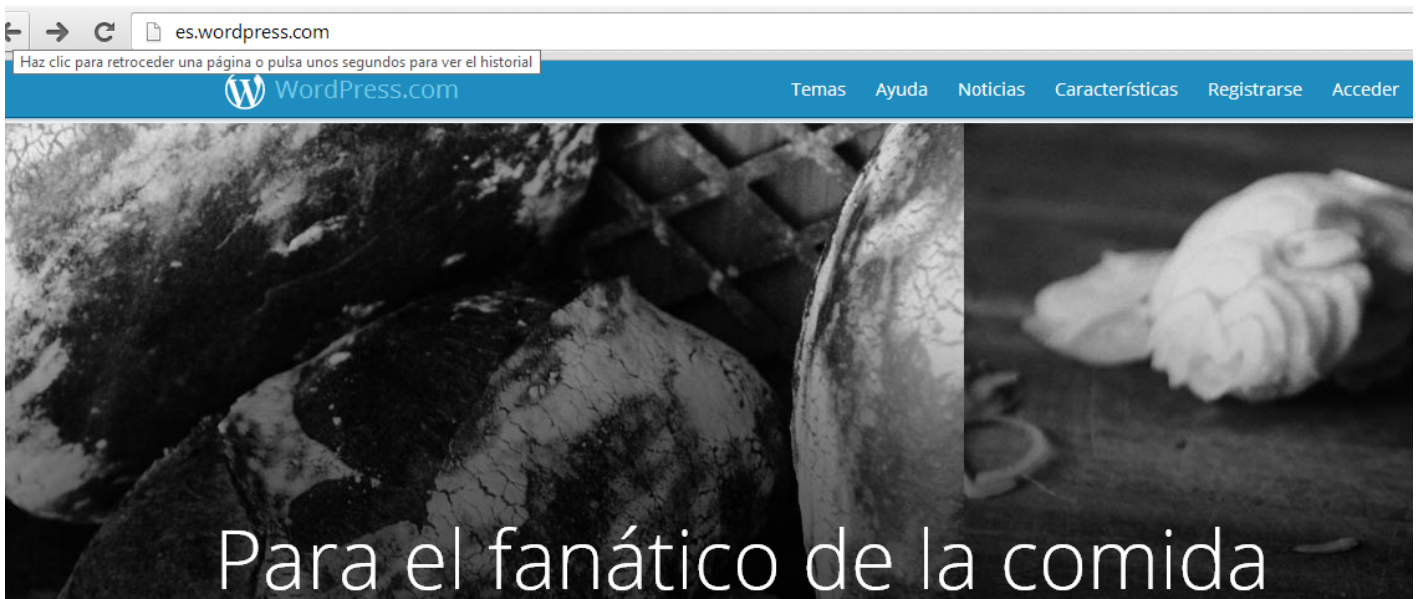 es.wordpress.com
Haz clic para retroceder una página o pulsa unos segundos para ver el historial
WordPress.com Temas Ayuda Noticias Características Registrarse Acceder
Para el fanático de la comida